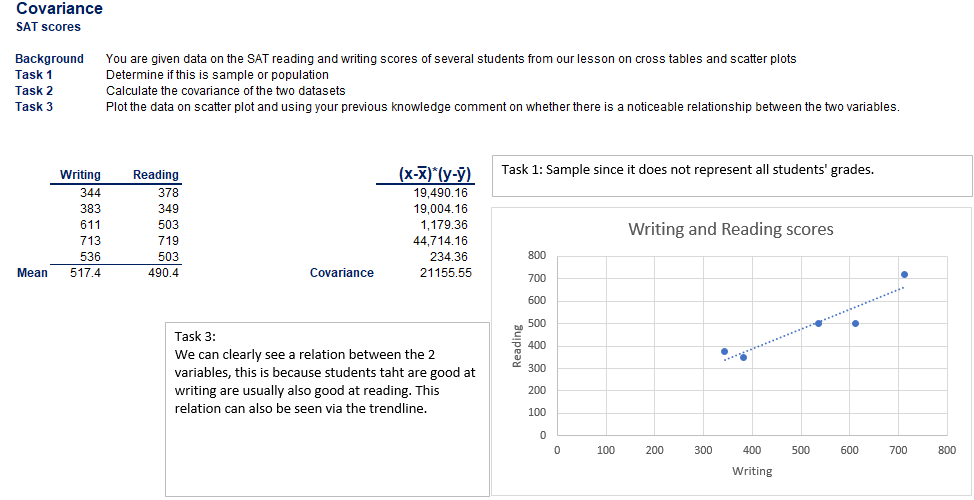 Covariance
SAT scores
Background You are given data on the SAT reading and writing scores of several students from our lesson on cross tables and scatter plots
Task 1 Determine if this is sample or population
Task 2 Calculate the covariance of the two datasets
Task 3 Plot the data on scatter plot and using your previous knowledge comment on whether there is a noticeable relationship between the two variables.
Writing Reading (x-x̅)*(y-ȳ)
344 378 19,490.16
383 349 19,004.16
611 503 1,179.36
713 719 44,714.16
536 503 234.36
Mean 517.4 490.4 Covariance 21155.55
Task 1: Sample since it does not represent all students' grades.
Writing and Reading scores
800
700
600
500
400
300
200
100
0
Reading
0 100 200 300 400 500 600 700 800
Writing
Task 3:
We can clearly see a relation between the 2
variables, this is because students taht are good at
writing are usually also good at reading. This
relation can also be seen via the trendline.